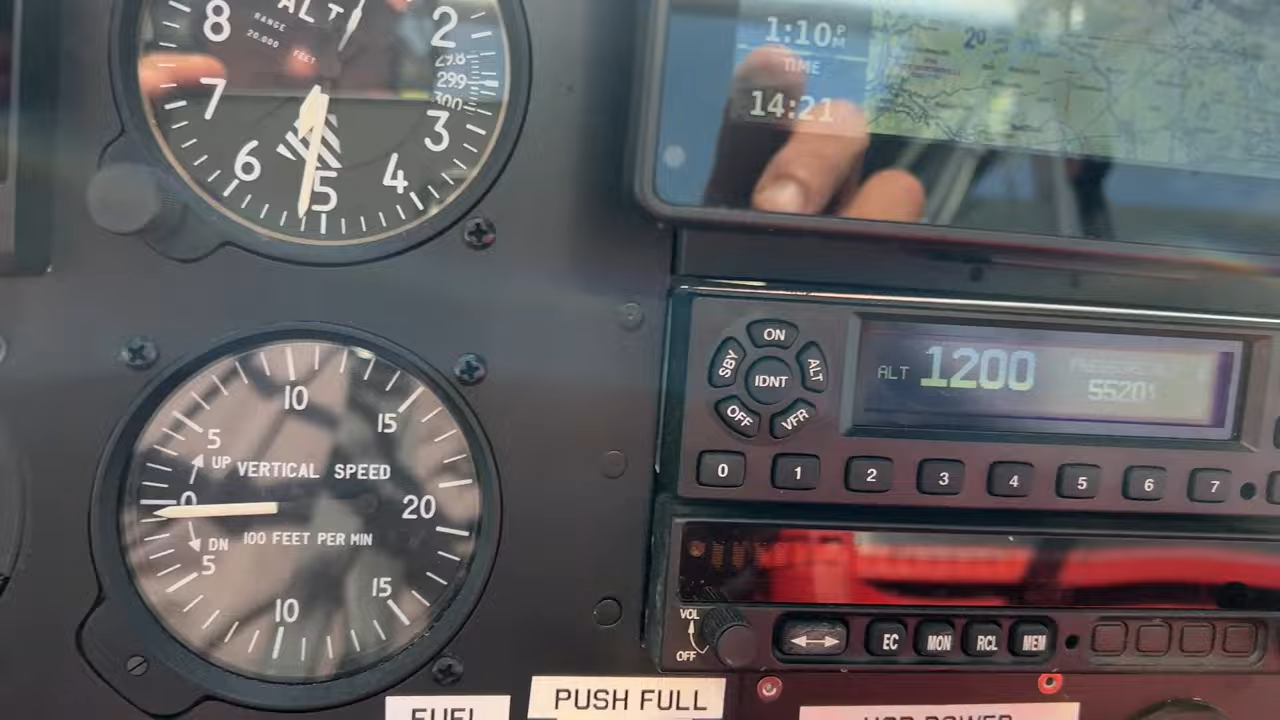 8
ALT
2
RANGE
20,000
FEET
29.8
29.9
30.0
7
3
6
4
5
1:10 PM
TIME
14:21
20
ON
SBY
ALT
IDNT
OFF
VFR
ALT 1200
5520
0 1 2 3 4 5 6 7
10
15
5
UP
VERTICAL SPEED
0
20
DN
100 FEET PER MIN
5
15
10
VOL
OFF
EC MON RCL MEM
PUSH FULL
FUEL